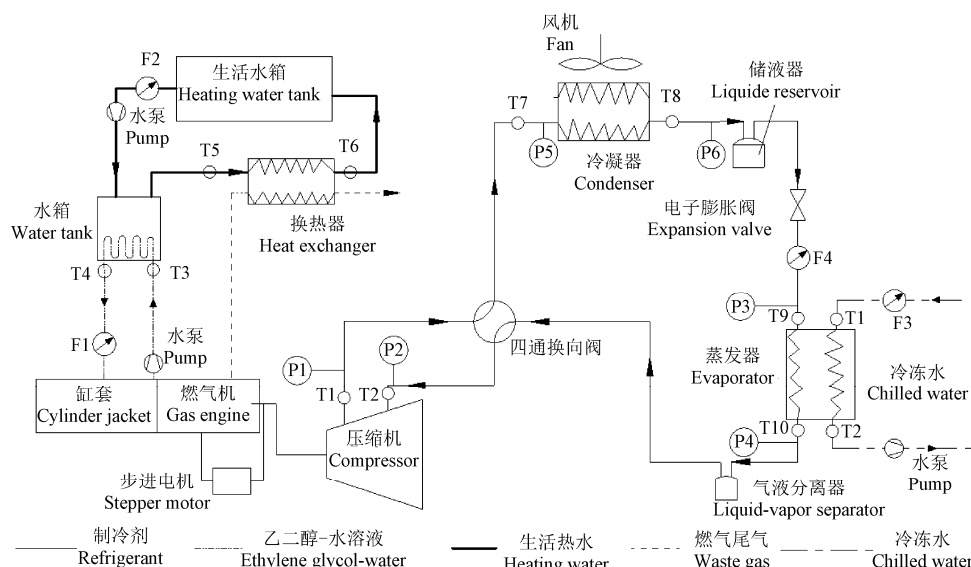 风机
Fan
F2
生活水箱
Heating water tank
水泵
Pump
储液器
Liquide reservoir
T7
T8
P5
P6
冷凝器
Condenser
T5
T6
换热器
Heat exchanger
水箱
Water tank
T4
T3
电子膨胀阀
Expansion valve
F4
F1
水泵
Pump
P3
T9
T1
F3
四通换向阀
P1
P2
T1
T2
蒸发器
Evaporator
冷冻水
Chilled water
缸套
Cylinder jacket
燃气机
Gas engine
压缩机
Compressor
T10
T2
P4
水泵
Pump
步进电机
Stepper motor
气液分离器
Liquid-vapor separator
制冷剂
Refrigerant
乙二醇-水溶液
Ethylene glycol-water
生活热水
Heating water
燃气尾气
Waste gas
冷冻水
Chilled water